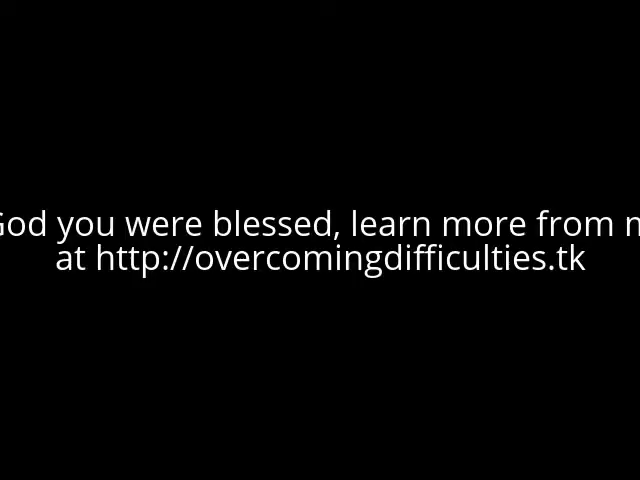 God you were blessed, learn more from
at http://overcomingdifficulties.tk